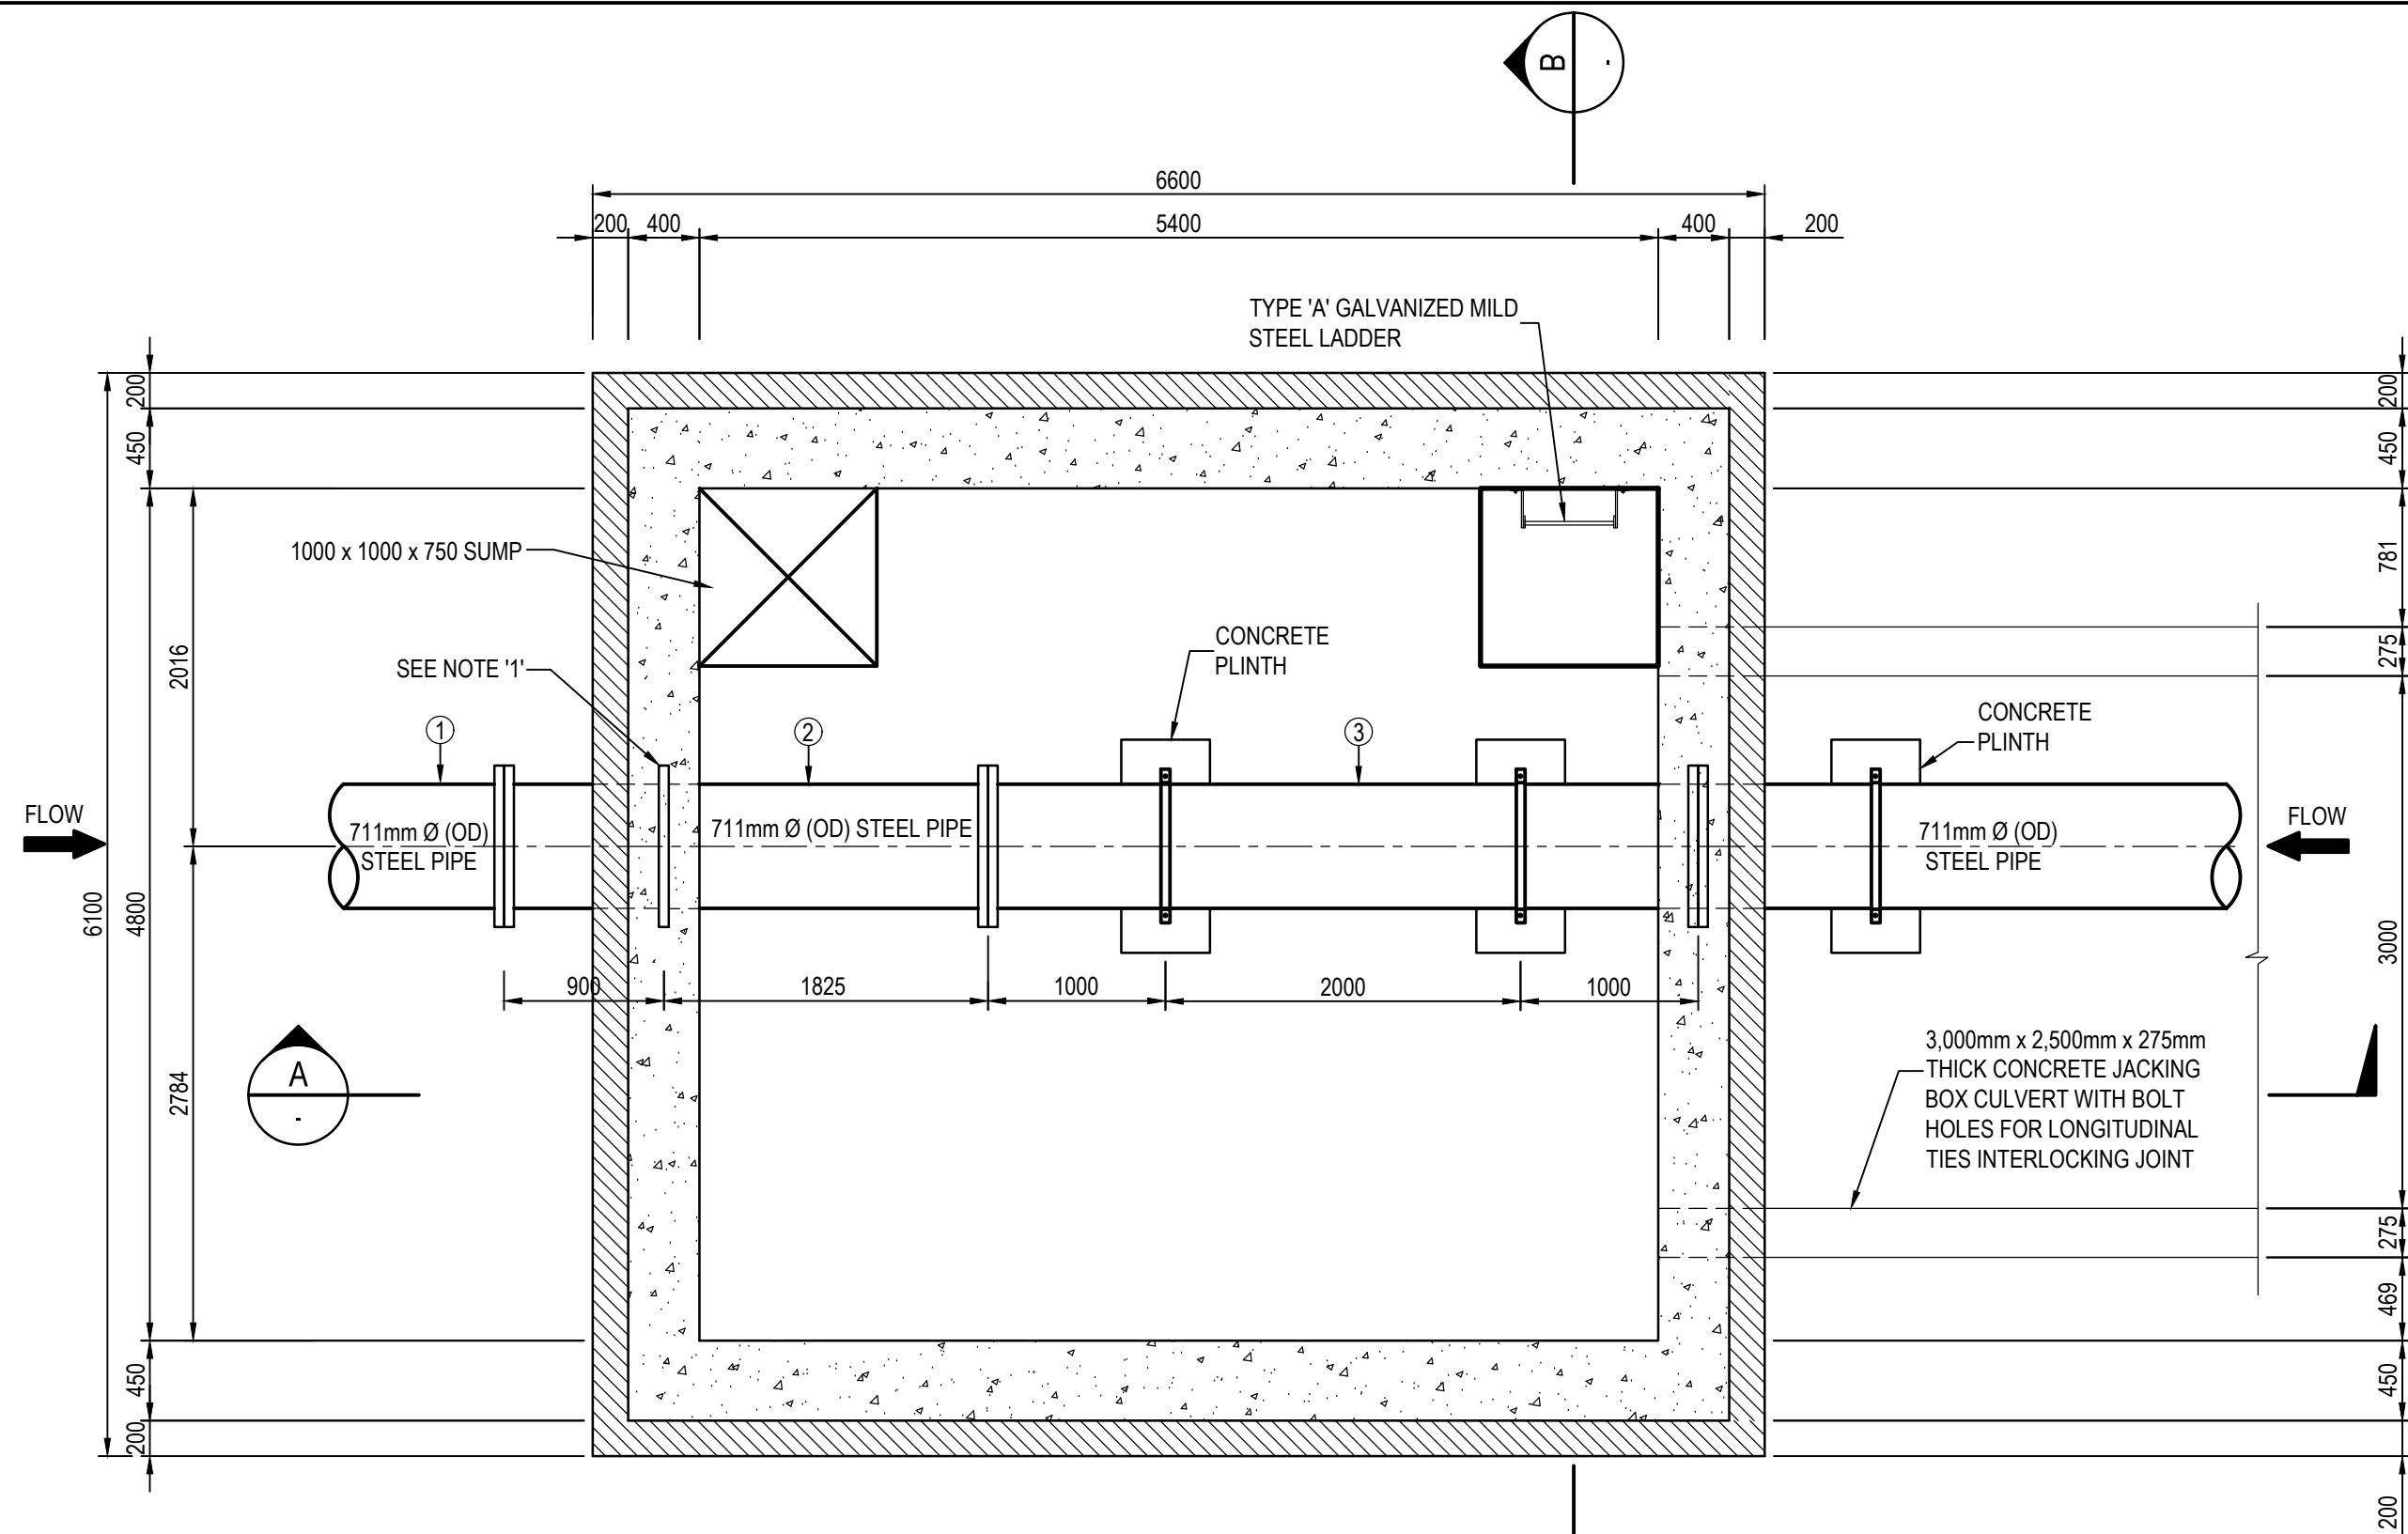 B
-
6600
200
400
5400
400
200
TYPE 'A' GALVANIZED MILD
STEEL LADDER
200
450
2016
4800
6100
2784
450
200
200
450
781
275
3000
275
469
450
200
1000 x 1000 x 750 SUMP
SEE NOTE '1'
CONCRETE
PLINTH
CONCRETE
PLINTH
1
2
3
FLOW
711mm Ø (OD)
STEEL PIPE
711mm Ø (OD) STEEL PIPE
711mm Ø (OD)
STEEL PIPE
FLOW
900
1825
1000
2000
1000
A
-
3,000mm x 2,500mm x 275mm
THICK CONCRETE JACKING
BOX CULVERT WITH BOLT
HOLES FOR LONGITUDINAL
TIES INTERLOCKING JOINT